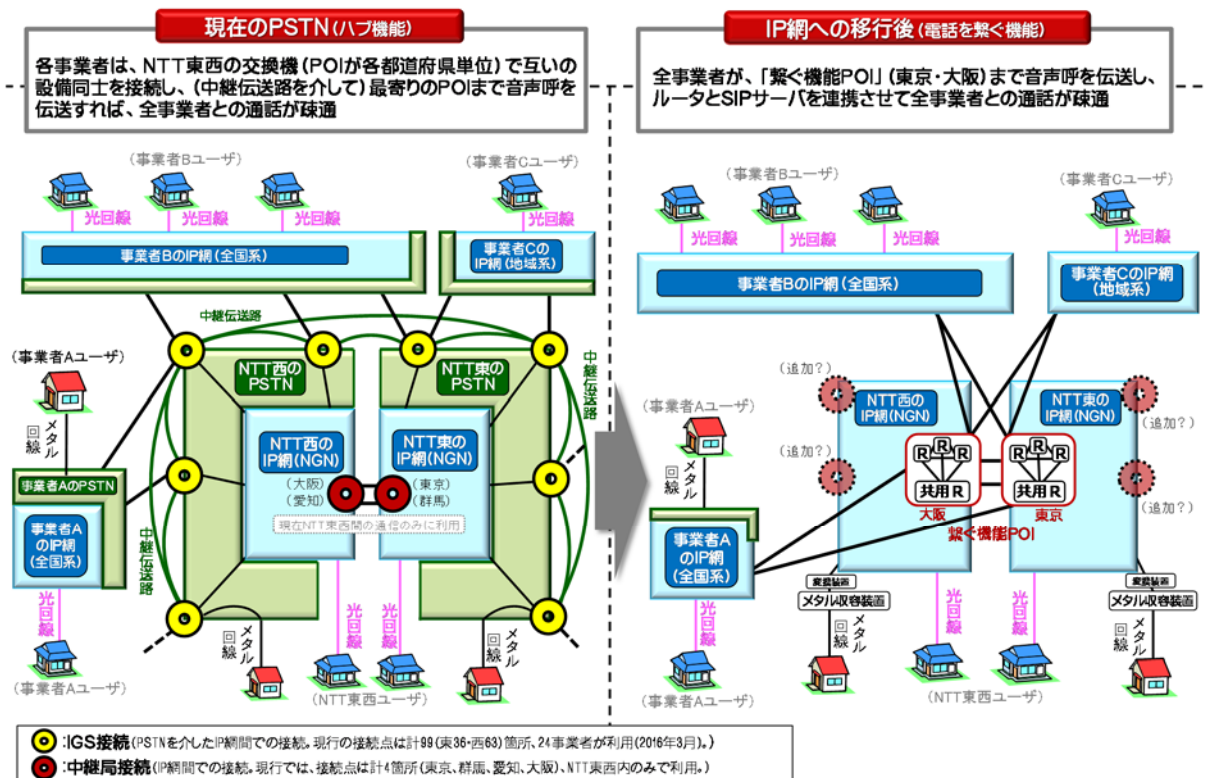 現在のPSTN(ハブ機能)
各事業者は、NTT東西の交換機(POIが各都道府県単位)で互いの
設備同士を接続し、(中継伝送路を介して)最寄りのPOIまで音声呼を
伝送すれば、全事業者との通話が疎通
(事業者Bユーザ)
(事業者Cユーザ)
光回線
光回線
光回線
光回線
事業者BのIP網(全国系)
事業者Cの
IP網(地域系)
中継伝送路
(事業者Aユーザ)
メタル
回線
NTT西の
PSTN
NTT東の
PSTN
中継伝送路
事業者AのPSTN
事業者A
のIP網
(全国系)
NTT西の
IP網(NGN)
NTT東の
IP網(NGN)
(大阪)
(愛知)
(東京)
(群馬)
現在NTT東西間の通信のみに利用
中継伝送路
光回線
光回線
光回線
メタル
回線
メタル
回線
(事業者Aユーザ)
(NTT東西ユーザ)
IP網への移行後(電話を繋ぐ機能)
全事業者が、「繋ぐ機能POI」(東京・大阪)まで音声呼を伝送し、
ルータとSIPサーバを連携させて全事業者との通話が疎通
(事業者Bユーザ)
(事業者Cユーザ)
光回線
光回線
光回線
光回線
事業者BのIP網(全国系)
事業者CのIP網
(地域系)
(追加?)
(追加?)
(追加?)
(追加?)
NTT西の
IP網(NGN)
NTT東の
IP網(NGN)
(事業者Aユーザ)
メタル
回線
R R R
共用R
R R R
共用R
大阪
東京
繋ぐ機能POI
事業者A
のIP網
(全国系)
変換装置
メタル収容装置
変換装置
メタル収容装置
光回線
光回線
光回線
メタル
回線
メタル
回線
(事業者Aユーザ)
(NTT東西ユーザ)
:IGS接続(PSTNを介したIP網間での接続。現行の接続点は計99(東36・西63)箇所、24事業者が利用(2016年3月)。)
:中継局接続(IP網間での接続。現行では、接続点は計4箇所(東京、群馬、愛知、大阪)、NTT東西内のみで利用。)